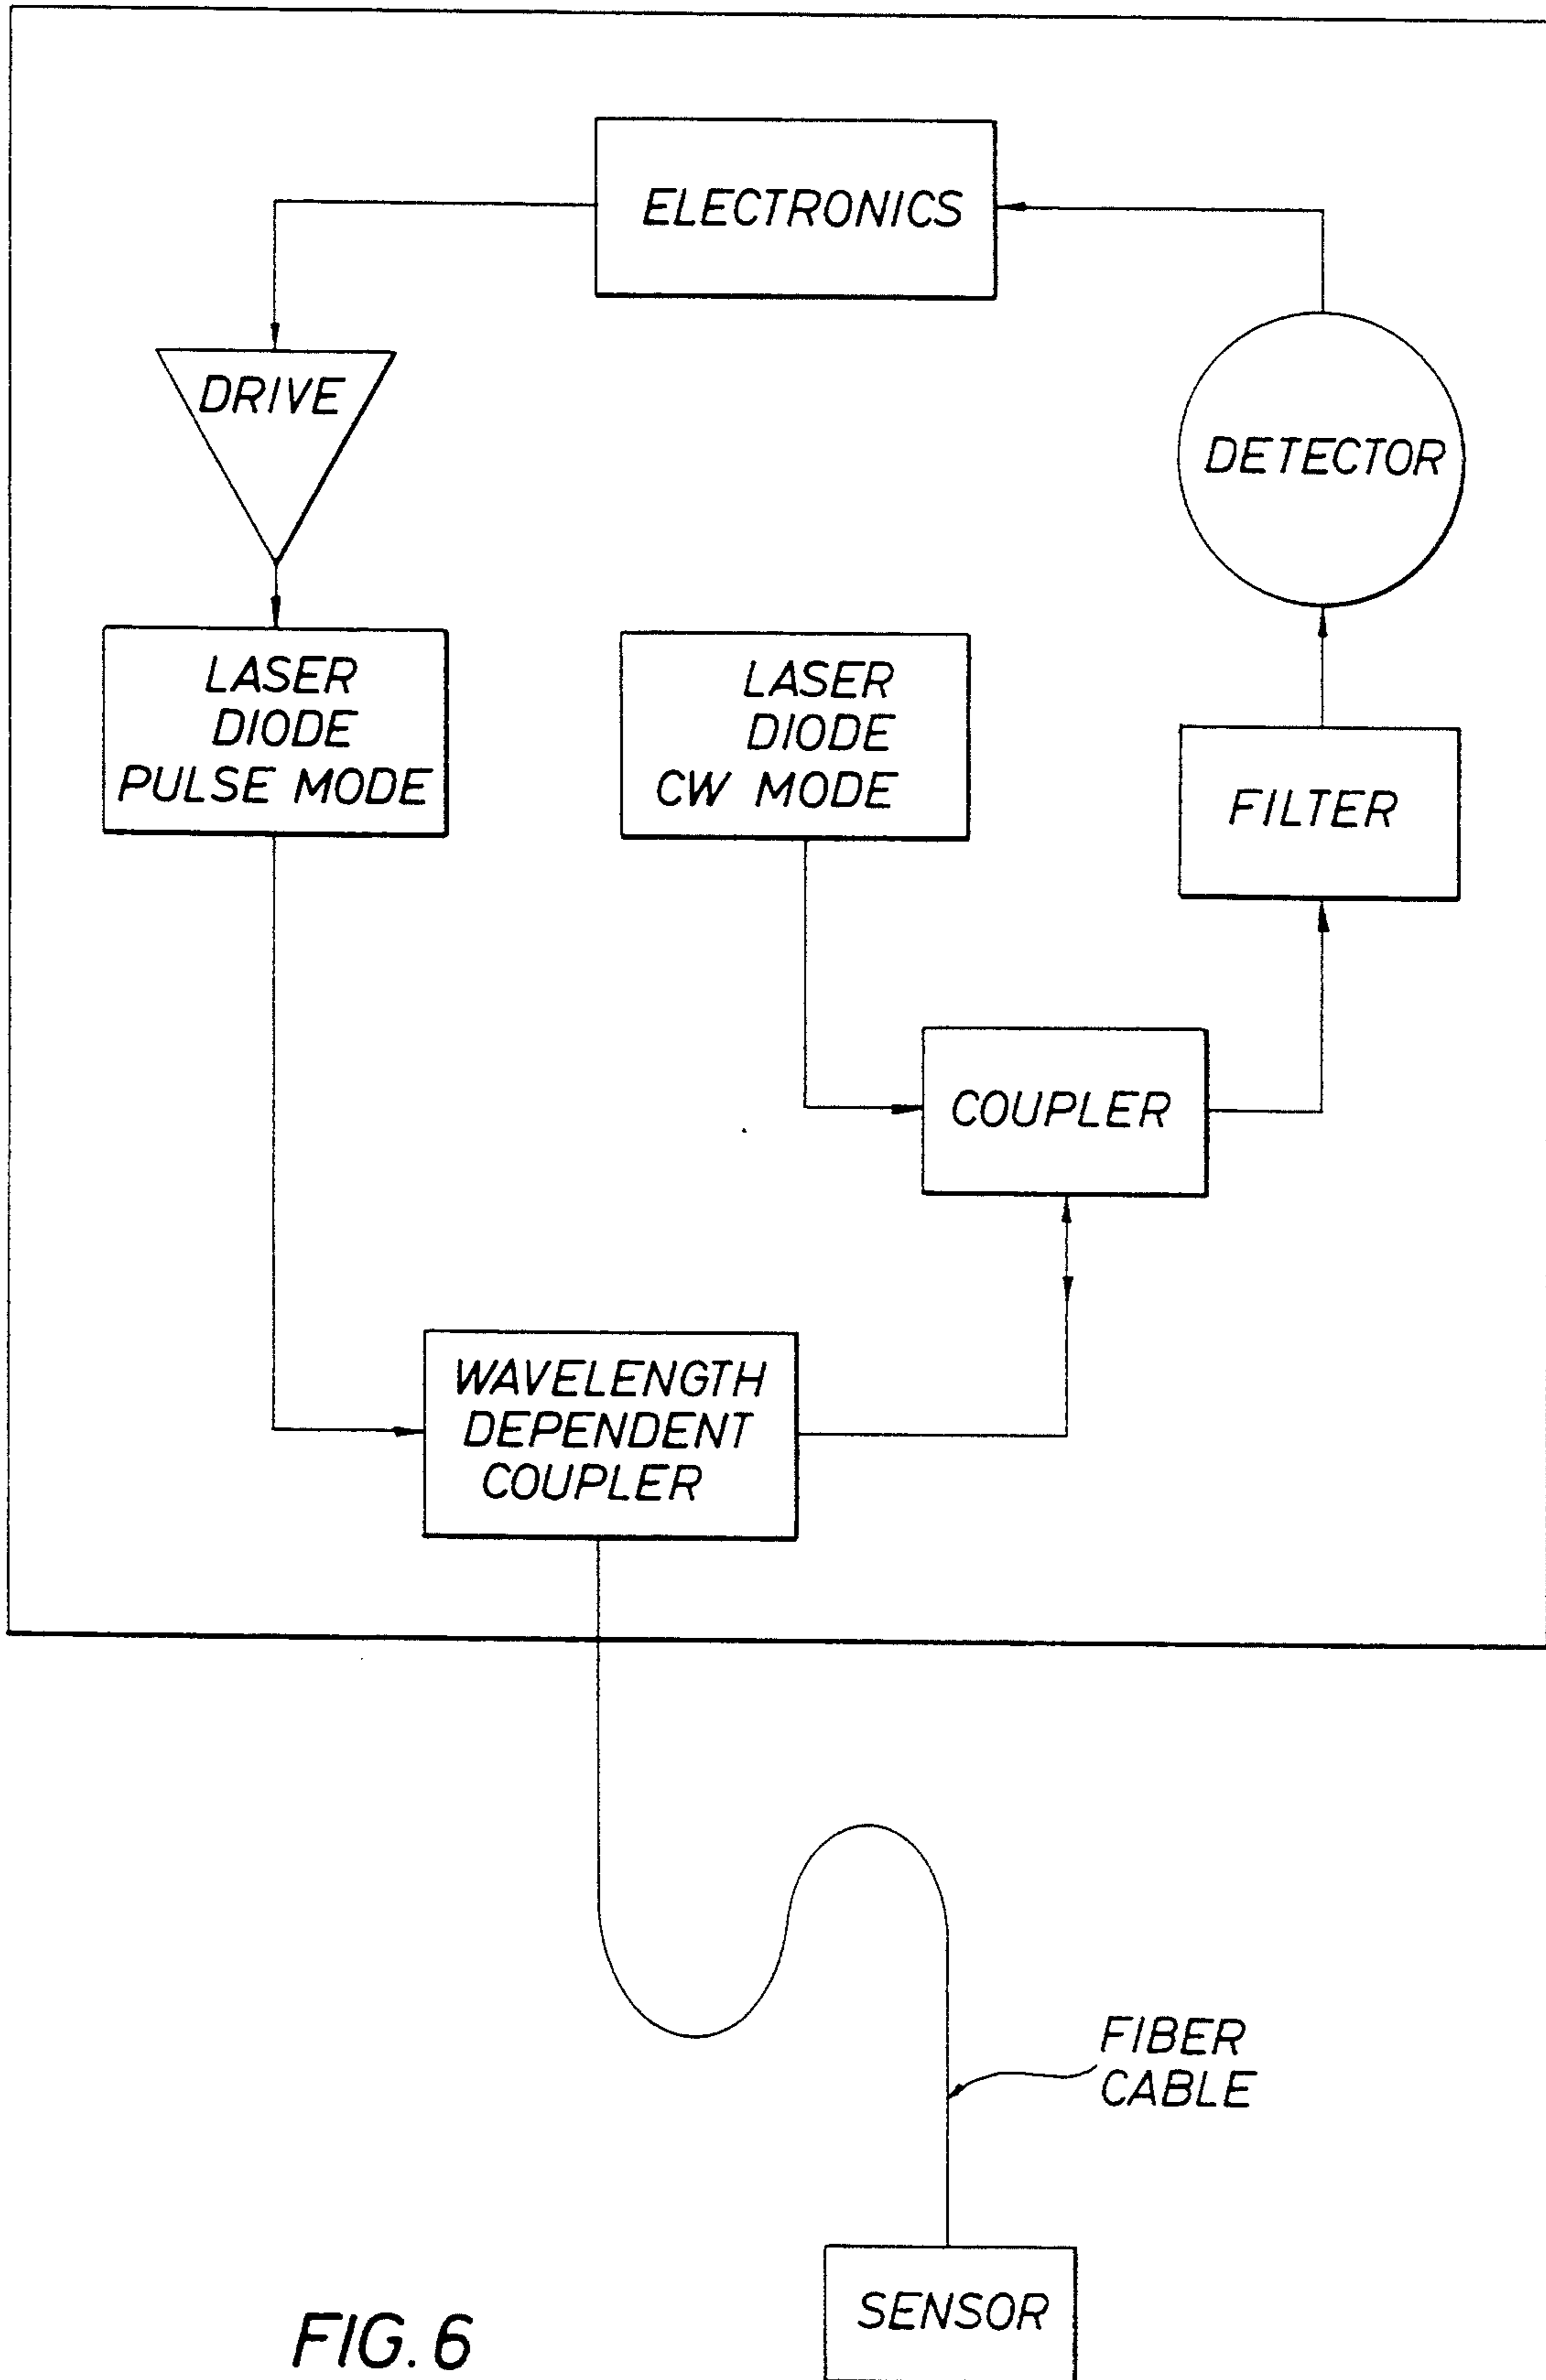 ELECTRONICS
DRIVE
DETECTOR
LASER
DIODE
PULSE MODE
LASER
DIODE
CW MODE
FILTER
COUPLER
WAVELENGTH
DEPENDENT
COUPLER
FIBER
CABLE
SENSOR
FIG. 6